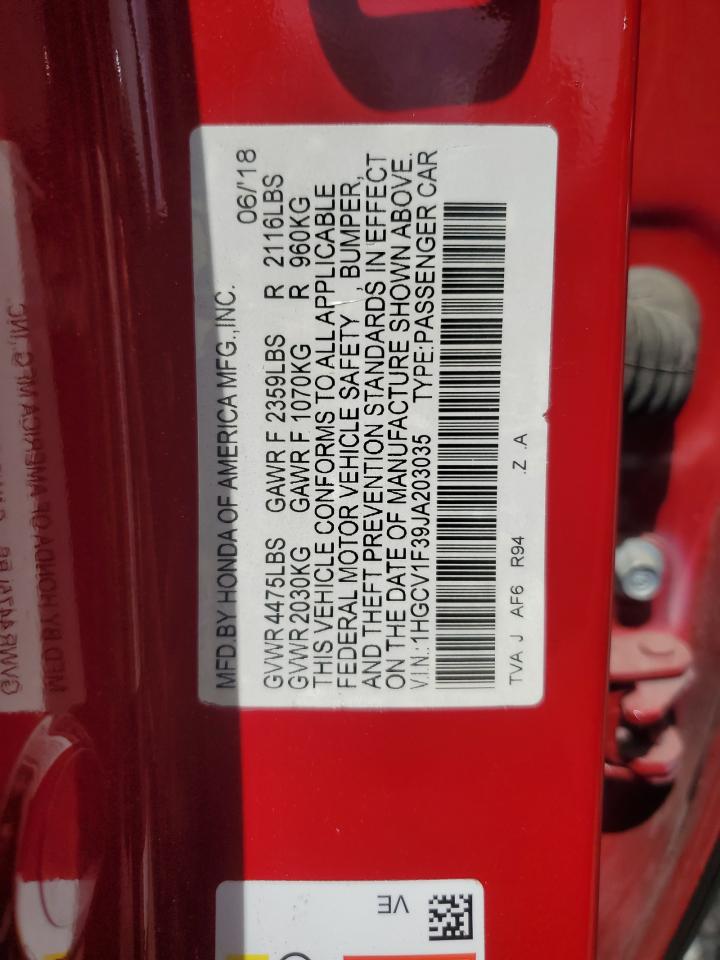 MFD.BY HONDA OF AMERICA MFG.,INC. 06/'18
GVWR 4475LBS GAWR F 2359LBS R 2116LBS
GVWR 2030KG GAWR F 1070KG R 960KG
THIS VEHICLE CONFORMS TO ALL APPLICABLE
FEDERAL MOTOR VEHICLE SAFETY , BUMPER,
AND THEFT PREVENTION STANDARDS IN EFFECT
ON THE DATE OF MANUFACTURE SHOWN ABOVE.
V.I.N.:1HGCV1F39JA203035 TYPE:PASSENGER CAR
TVA J AF6 R94 .Z .A
VE